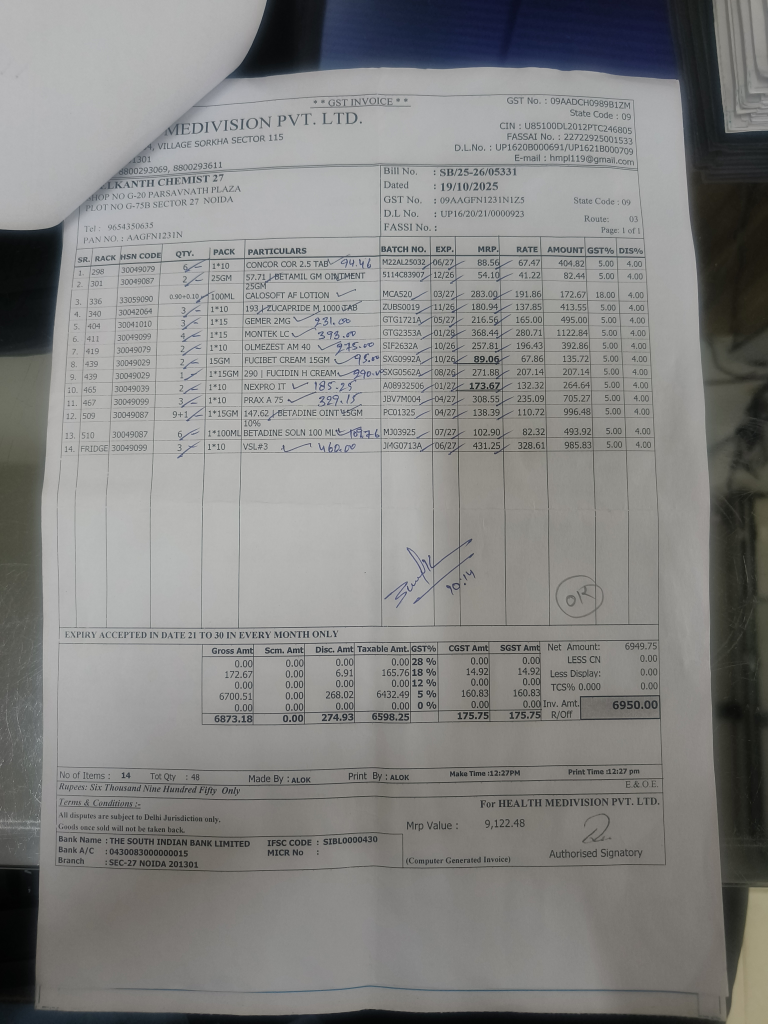 ** GST INVOICE **
GST No. : 09AADCH0989B1ZM
State Code : 09
MEDIVISION PVT. LTD.
CIN : U85100DL2012PTC246805
FASSAI No. : 22722925001533
VILLAGE SORKHA SECTOR 115
D.L.No. : UP1620B000691/UP1621B000709
301301
E-mail : hmpl119@gmail.com
8800293069, 8800293611
ELKANTH CHEMIST 27
SHOP NO G-20 PARSAVNATH PLAZA
PLOT NO G-75B SECTOR 27 NOIDA
Tel : 9654350635
PAN NO. : AAGFN1231N
Bill No. : SB/25-26/05331
Dated : 19/10/2025
GST No. : 09AAGFN1231N1Z5 State Code : 09
D.L No. : UP16/20/21/0000923
Route: 03
FASSI No. : Page: 1 of 1
SR. RACK HSN CODE QTY. PACK PARTICULARS BATCH NO. EXP. MRP. RATE AMOUNT GST% DIS%
1. 298 30049079 1*10 CONCOR COR 2.5 TAB 94.46 M22AL25032 06/27 88.56 67.47 404.82 5.00 4.00
2. 301 30049087 2 25GM 57.71 | BETAMIL GM OINTMENT 25GM 5114CB3907 12/26 54.10 41.22 82.44 5.00 4.00
3. 336 33059090 0.90+0.10 100ML CALOSOFT AF LOTION MCA520 03/27 283.00 191.86 172.67 18.00 4.00
4. 340 30042064 3 1*10 193 | ZUCAPRIDE M 1000 TAB ZUBS0019 11/26 180.94 137.85 413.55 5.00 4.00
5. 404 30041010 3 1*15 GEMER 2MG 231.00 GTG1721A 05/27 216.56 165.00 495.00 5.00 4.00
6. 411 30049099 4 1*15 MONTEK LC 393.00 GTG2353A 01/28 368.44 280.71 1122.84 5.00 4.00
7. 419 30049079 2 1*10 OLMEZEST AM 40 275.00 SIF2632A 10/26 257.81 196.43 392.86 5.00 4.00
8. 439 30049029 2 15GM FUCIBET CREAM 15GM 95.00 SXG0992A 10/26 89.06 67.86 135.72 5.00 4.00
9. 439 30049029 1 1*15GM 290 | FUCIDIN H CREAM 290.00 SXG0562A 08/26 271.88 207.14 207.14 5.00 4.00
10. 465 30049039 2 1*10 NEXPRO IT 185.25 A08932506 01/27 173.67 132.32 264.64 5.00 4.00
11. 467 30049099 3 1*10 PRAX A 75 329.15 JBV7M004 04/27 308.55 235.09 705.27 5.00 4.00
12. 509 30049087 9+1 1*15GM 147.62 | BETADINE OINT 15GM 10% PC01325 04/27 138.39 110.72 996.48 5.00 4.00
13. 510 30049087 6 1*100ML BETADINE SOLN 100 ML MJ03925 07/27 102.90 82.32 493.92 5.00 4.00
14. FRIDGE 30049099 3 1*10 VSL#3 460.00 JMG0713A 06/27 431.25 328.61 985.83 5.00 4.00
EXPIRY ACCEPTED IN DATE 21 TO 30 IN EVERY MONTH ONLY
Gross Amt Scm. Amt Disc. Amt Taxable Amt. GST% CGST Amt SGST Amt
0.00 0.00 0.00 0.00 28 % 0.00 0.00
172.67 0.00 6.91 165.76 18 % 14.92 14.92
0.00 0.00 0.00 0.00 12 % 0.00 0.00
6700.51 0.00 268.02 6432.49 5 % 160.83 160.83
0.00 0.00 0.00 0.00 0 % 0.00 0.00
6873.18 0.00 274.93 6598.25 175.75 175.75
Net Amount: 6949.75
LESS CN 0.00
Less Display: 0.00
TCS% 0.000 0.00
Inv. Amt. 6950.00
R/Off
No of Items : 14 Tot Qty : 48 Made By : ALOK Print By : ALOK Make Time :12:27PM Print Time :12:27 pm
Rupees: Six Thousand Nine Hundred Fifty Only
E.& O.E.
Terms & Conditions :-
All disputes are subject to Delhi Jurisdiction only.
Goods once sold will not be taken back.
For HEALTH MEDIVISION PVT. LTD.
Mrp Value : 9,122.48
Bank Name : THE SOUTH INDIAN BANK LIMITED IFSC CODE : SIBL0000430
Bank A/C : 0430083000000015 MICR No :
Branch : SEC-27 NOIDA 201301
(Computer Generated Invoice)
Authorised Signatory